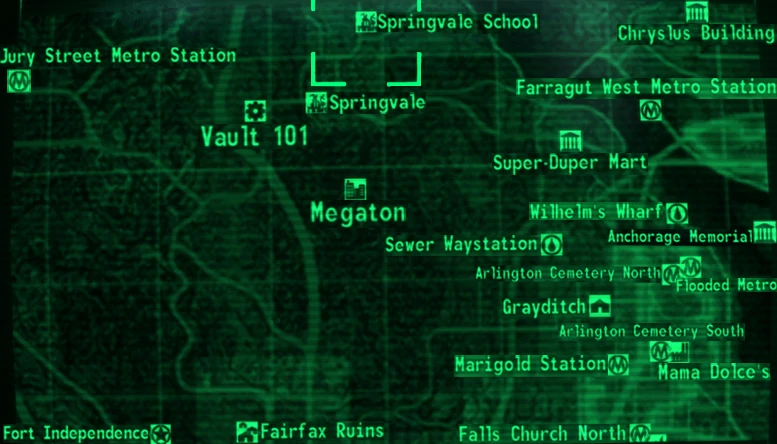 Springvale School
Chryslus Building
Jury Street Metro Station
Farragut West Metro Station
Springvale
Vault 101
Super-Duper Mart
Megaton
Wilhelm's Wharf
Anchorage Memorial
Sewer Waystation
Arlington Cemetery North
Flooded Metro
Grayditch
Arlington Cemetery South
Marigold Station
Mama Dolce's
Fort Independence
Fairfax Ruins
Falls Church North